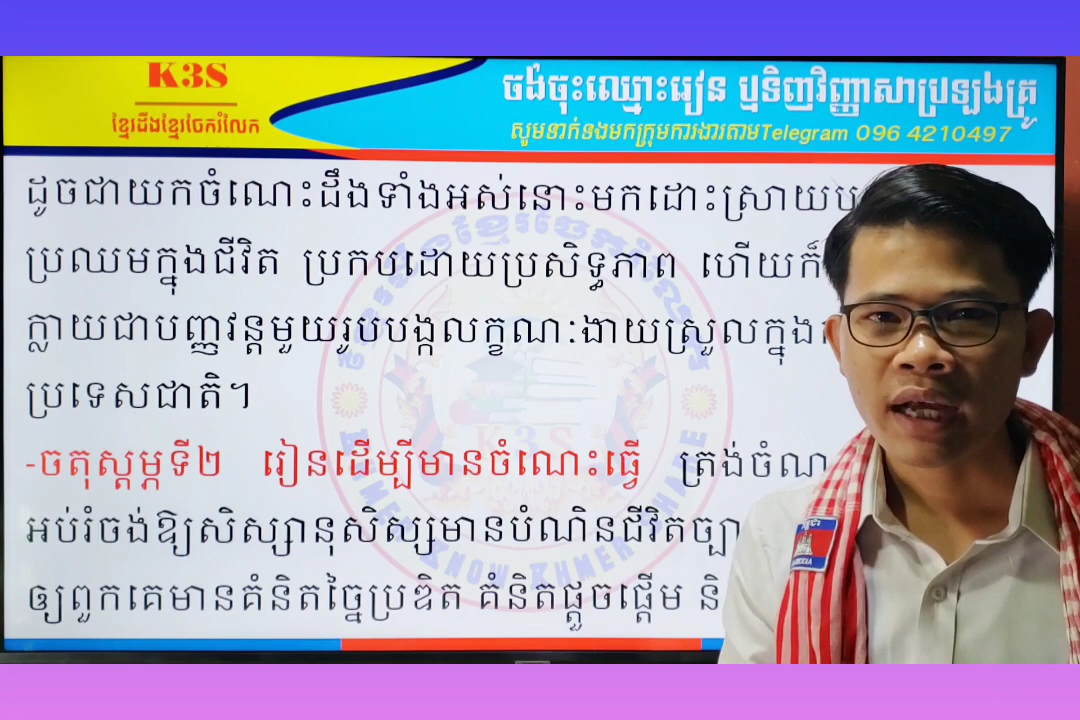 K3S
ខ្មែរដឹងខ្មែរចែករំលែក
ចង់ចុះឈ្មោះរៀន ឬទិញវិញ្ញាសាប្រឡងគ្រូ
សូមទាក់ទងមកក្រុមការងារតាមTelegram 096 4210497
ដូចជាយកចំណេះដឹងទាំងអស់នោះមកដោះស្រាយប
ប្រឈមក្នុងជីវិត ប្រកបដោយប្រសិទ្ធភាព ហើយក៏
ក្លាយជាបញ្ញវន្តមួយរូបបង្កលក្ខណៈងាយស្រួលក្នុង
ប្រទេសជាតិ។
-ចតុស្តម្ភទី២ រៀនដើម្បីមានចំណេះធ្វើ ត្រង់ចំណ
អប់រំចង់ឱ្យសិស្សានុសិស្សមានបំណិនជីវិតច្បា
ឲ្យពួកគេមានគំនិតច្នៃប្រឌិត គំនិតផ្តួចផ្តើម និ
K3S
KHMER KNOW KHMER SHARE
កម្ពុជា
CAMBODIA